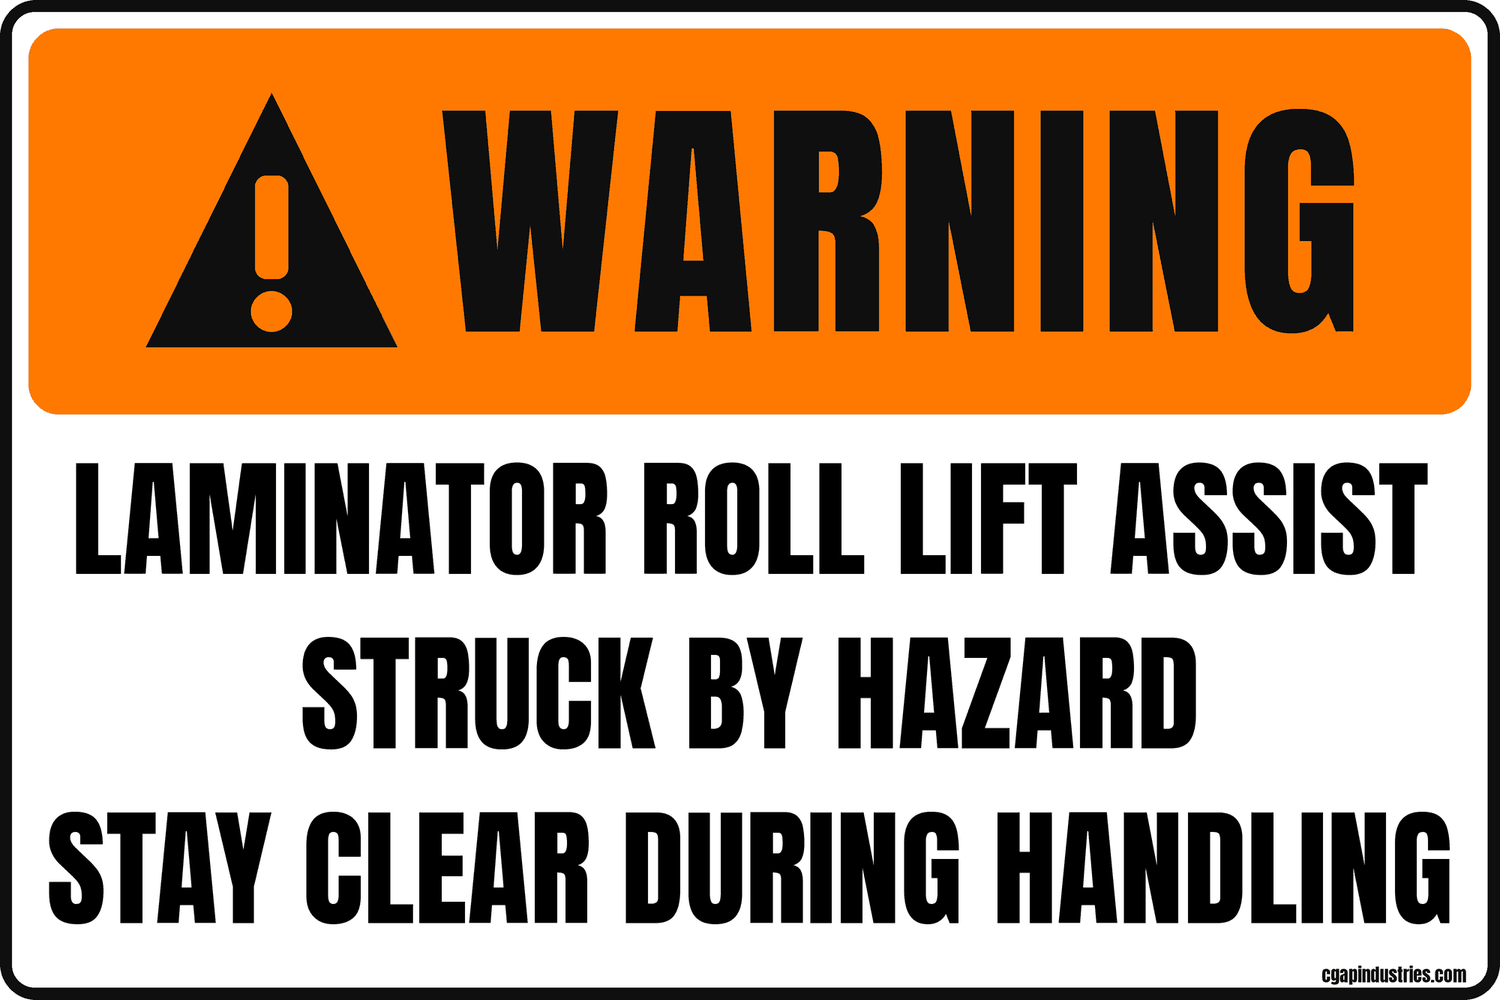 WARNING
LAMINATOR ROLL LIFT ASSIST
STRUCK BY HAZARD
STAY CLEAR DURING HANDLING
cgapindustries.com